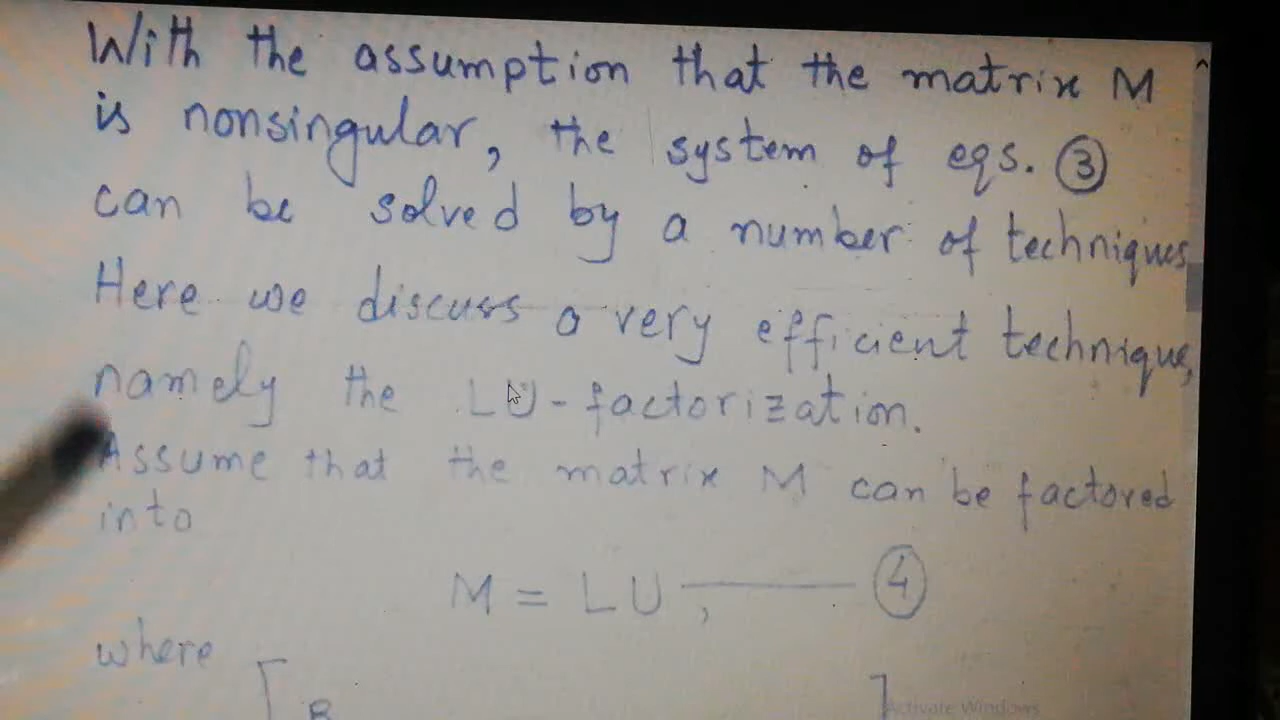 With the assumption that the matrix M
is nonsingular, the system of eqs. ③
can be solved by a number of techniques
Here we discuss a very efficient technique,
namely the LU-factorization.
Assume that the matrix M can be factored
into
M = LU, ④
where
B
Activate Windows